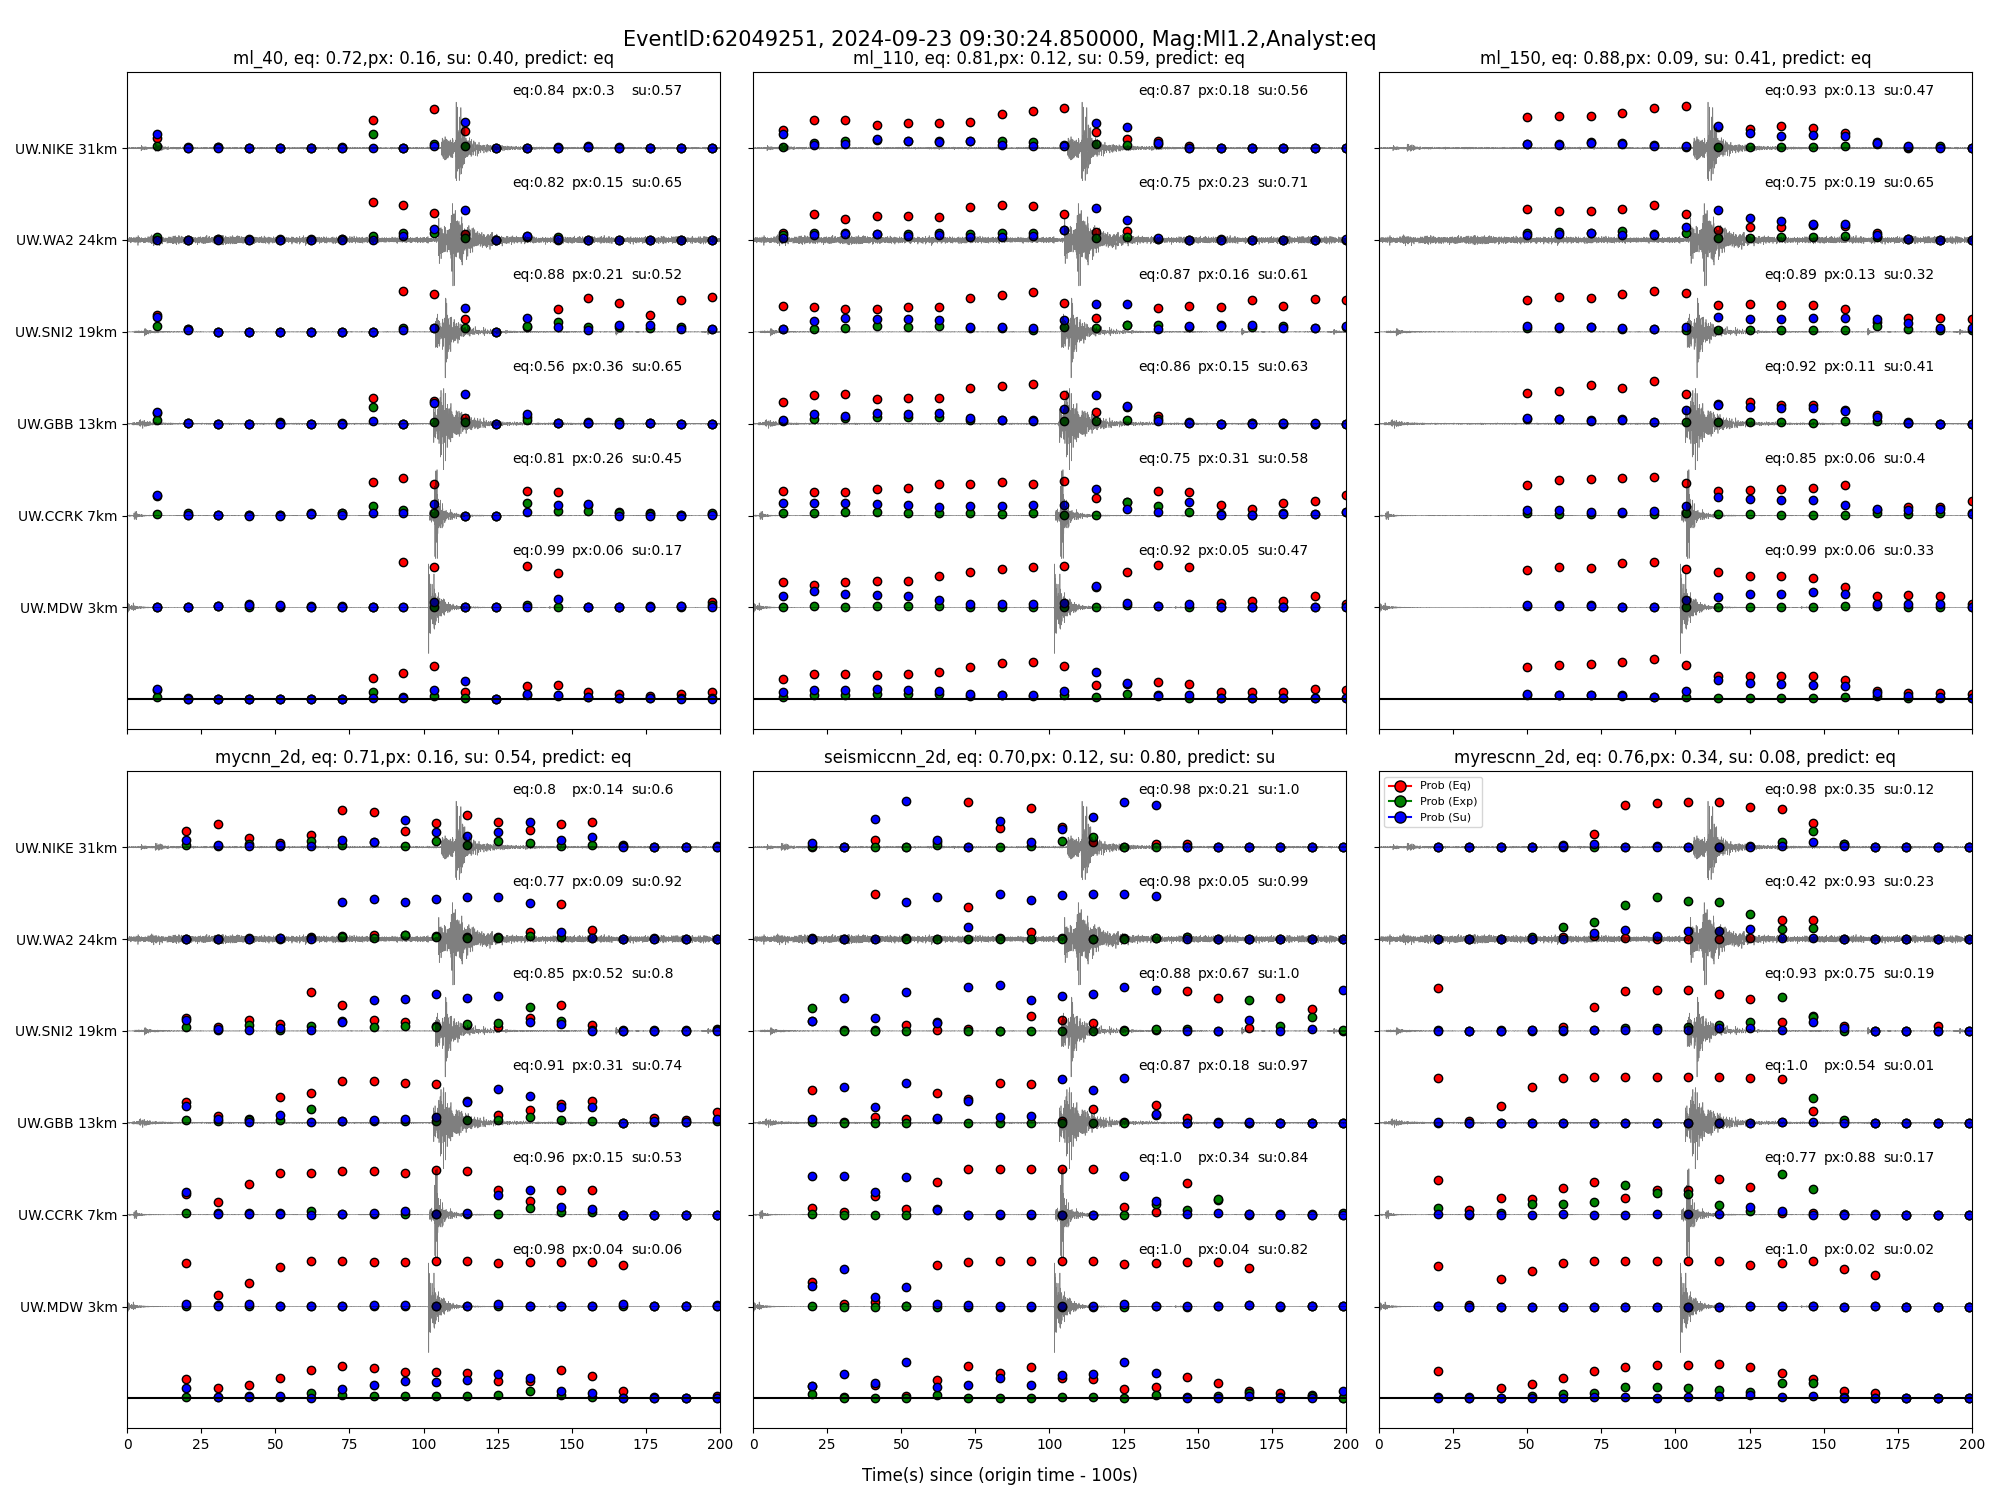 EventID:62049251, 2024-09-23 09:30:24.850000, Mag:Ml1.2,Analyst:eq
ml_40, eq: 0.72,px: 0.16, su: 0.40, predict: eq
eq:0.84 px:0.3 su:0.57
UW.NIKE 31km
eq:0.82 px:0.15 su:0.65
UW.WA2 24km
eq:0.88 px:0.21 su:0.52
UW.SNI2 19km
eq:0.56 px:0.36 su:0.65
UW.GBB 13km
eq:0.81 px:0.26 su:0.45
UW.CCRK 7km
eq:0.99 px:0.06 su:0.17
UW.MDW 3km
ml_110, eq: 0.81,px: 0.12, su: 0.59, predict: eq
eq:0.87 px:0.18 su:0.56
eq:0.75 px:0.23 su:0.71
eq:0.87 px:0.16 su:0.61
eq:0.86 px:0.15 su:0.63
eq:0.75 px:0.31 su:0.58
eq:0.92 px:0.05 su:0.47
ml_150, eq: 0.88,px: 0.09, su: 0.41, predict: eq
eq:0.93 px:0.13 su:0.47
eq:0.75 px:0.19 su:0.65
eq:0.89 px:0.13 su:0.32
eq:0.92 px:0.11 su:0.41
eq:0.85 px:0.06 su:0.4
eq:0.99 px:0.06 su:0.33
mycnn_2d, eq: 0.71,px: 0.16, su: 0.54, predict: eq
eq:0.8 px:0.14 su:0.6
UW.NIKE 31km
eq:0.77 px:0.09 su:0.92
UW.WA2 24km
eq:0.85 px:0.52 su:0.8
UW.SNI2 19km
eq:0.91 px:0.31 su:0.74
UW.GBB 13km
eq:0.96 px:0.15 su:0.53
UW.CCRK 7km
eq:0.98 px:0.04 su:0.06
UW.MDW 3km
0 25 50 75 100 125 150 175 200
seismiccnn_2d, eq: 0.70,px: 0.12, su: 0.80, predict: su
eq:0.98 px:0.21 su:1.0
eq:0.98 px:0.05 su:0.99
eq:0.88 px:0.67 su:1.0
eq:0.87 px:0.18 su:0.97
eq:1.0 px:0.34 su:0.84
eq:1.0 px:0.04 su:0.82
0 25 50 75 100 125 150 175 200
myrescnn_2d, eq: 0.76,px: 0.34, su: 0.08, predict: eq
Prob (Eq)
Prob (Exp)
Prob (Su)
eq:0.98 px:0.35 su:0.12
eq:0.42 px:0.93 su:0.23
eq:0.93 px:0.75 su:0.19
eq:1.0 px:0.54 su:0.01
eq:0.77 px:0.88 su:0.17
eq:1.0 px:0.02 su:0.02
0 25 50 75 100 125 150 175 200
Time(s) since (origin time - 100s)